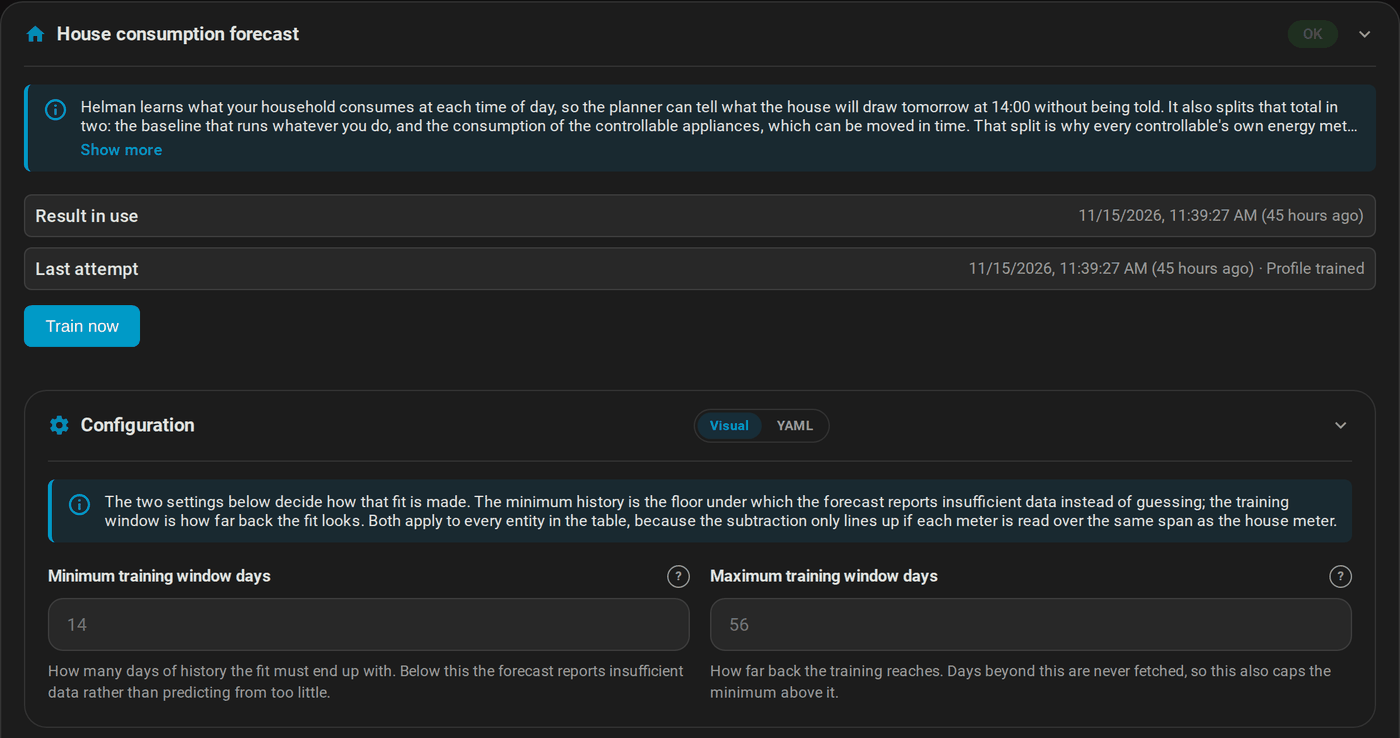 House consumption forecast
OK
Helman learns what your household consumes at each time of day, so the planner can tell what the house will draw tomorrow at 14:00 without being told. It also splits that total in
two: the baseline that runs whatever you do, and the consumption of the controllable appliances, which can be moved in time. That split is why every controllable's own energy met...
Show more
Result in use
11/15/2026, 11:39:27 AM (45 hours ago)
Last attempt
11/15/2026, 11:39:27 AM (45 hours ago) · Profile trained
Train now
Configuration
Visual
YAML
The two settings below decide how that fit is made. The minimum history is the floor under which the forecast reports insufficient data instead of guessing; the training
window is how far back the fit looks. Both apply to every entity in the table, because the subtraction only lines up if each meter is read over the same span as the house meter.
Minimum training window days
?
Maximum training window days
?
14
56
How many days of history the fit must end up with. Below this the forecast reports insufficient
data rather than predicting from too little.
How far back the training reaches. Days beyond this are never fetched, so this also caps the
minimum above it.